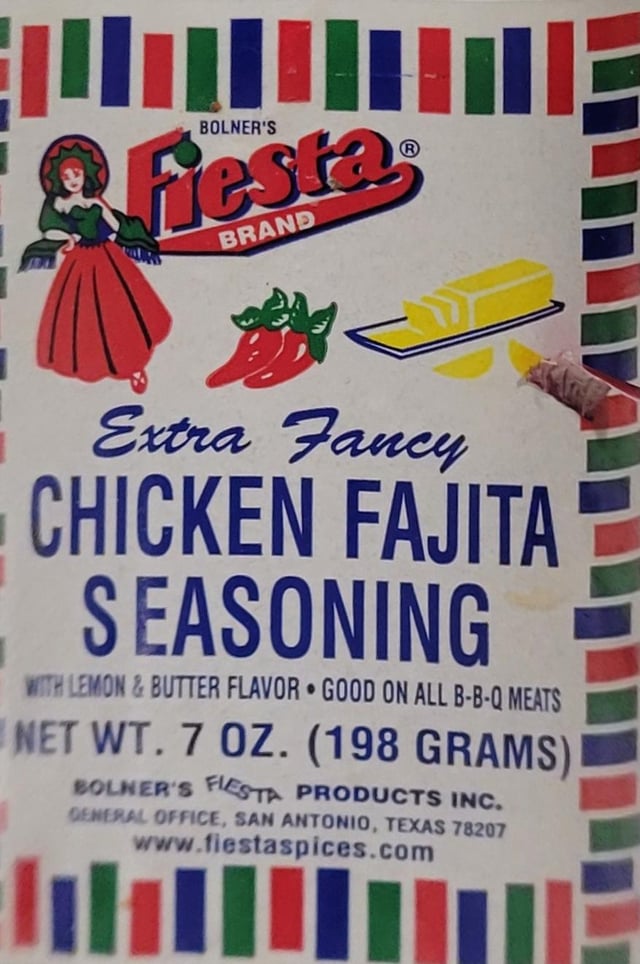 BOLNER'S
Fiesta®
BRAND
Extra Fancy
CHICKEN FAJITA
SEASONING
WITH LEMON & BUTTER FLAVOR • GOOD ON ALL B-B-Q MEATS
NET WT. 7 OZ. (198 GRAMS)
BOLNER'S FIESTA PRODUCTS INC.
GENERAL OFFICE, SAN ANTONIO, TEXAS 78207
www.fiestaspices.com